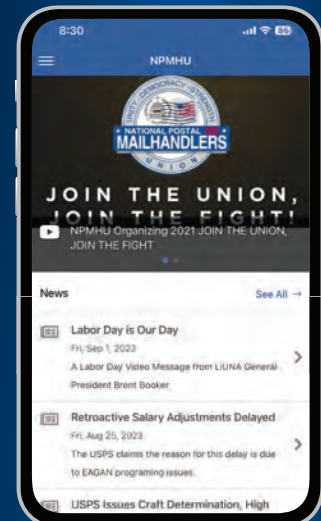 8:30
86
NPMHU
UNITY · DEMOCRACY · STRENGTH
NATIONAL POSTAL
MAILHANDLERS
UNION
JOIN THE UNION,
JOIN THE FIGHT!
NPMHU Organizing 2021 JOIN THE UNION,
JOIN THE FIGHT
News
See All →
Labor Day is Our Day
Fri, Sep 1, 2023
A Labor Day Video Message from LIUNA General
President Brent Booker
Retroactive Salary Adjustments Delayed
Fri, Aug 25, 2023
The USPS claims the reason for this delay is due
to EAGAN programing issues.
USPS Issues Craft Determination, High